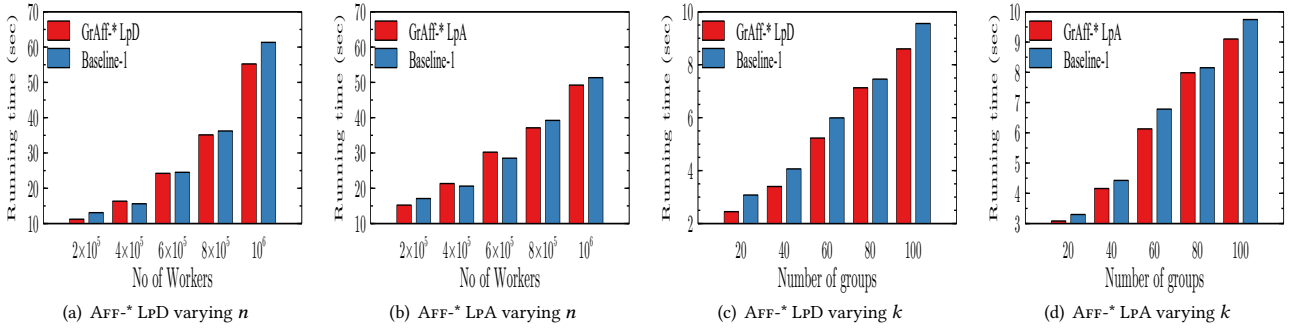 Running time (sec)
70
60
50
40
30
20
10
GrAff-* LpD
Baseline-1
2×10^5
4×10^5
6×10^5
8×10^5
10^6
No of Workers
(a) Aff-* LpD varying n
Running time (sec)
70
60
50
40
30
20
10
GrAff-* LpA
Baseline-1
2×10^5
4×10^5
6×10^5
8×10^5
10^6
No of Workers
(b) Aff-* LpA varying n
Running time (sec)
10
8
6
4
2
GrAff-* LpD
Baseline-1
20
40
60
80
100
Number of groups
(c) Aff-* LpD varying k
Running time (sec)
10
9
8
7
6
5
4
3
GrAff-* LpA
Baseline-1
20
40
60
80
100
Number of groups
(d) Aff-* LpA varying k